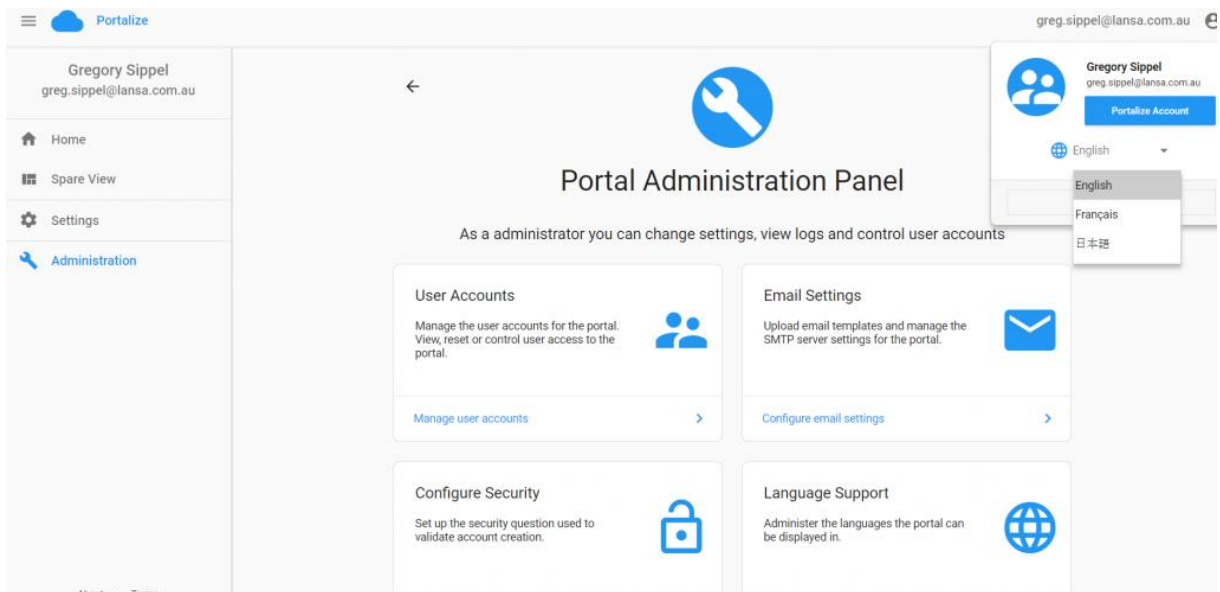 Portalize
greg.sippel@lansa.com.au
Gregory Sippel
greg.sippel@lansa.com.au
Home
Spare View
Settings
Administration
Portal Administration Panel
As a administrator you can change settings, view logs and control user accounts
User Accounts
Manage the user accounts for the portal.
View, reset or control user access to the
portal.
Manage user accounts
Email Settings
Upload email templates and manage the
SMTP server settings for the portal.
Configure email settings
Configure Security
Set up the security question used to
validate account creation.
Language Support
Administer the languages the portal can
be displayed in.
Gregory Sippel
greg.sippel@lansa.com.au
Portalize Account
English
English
Français
日本語